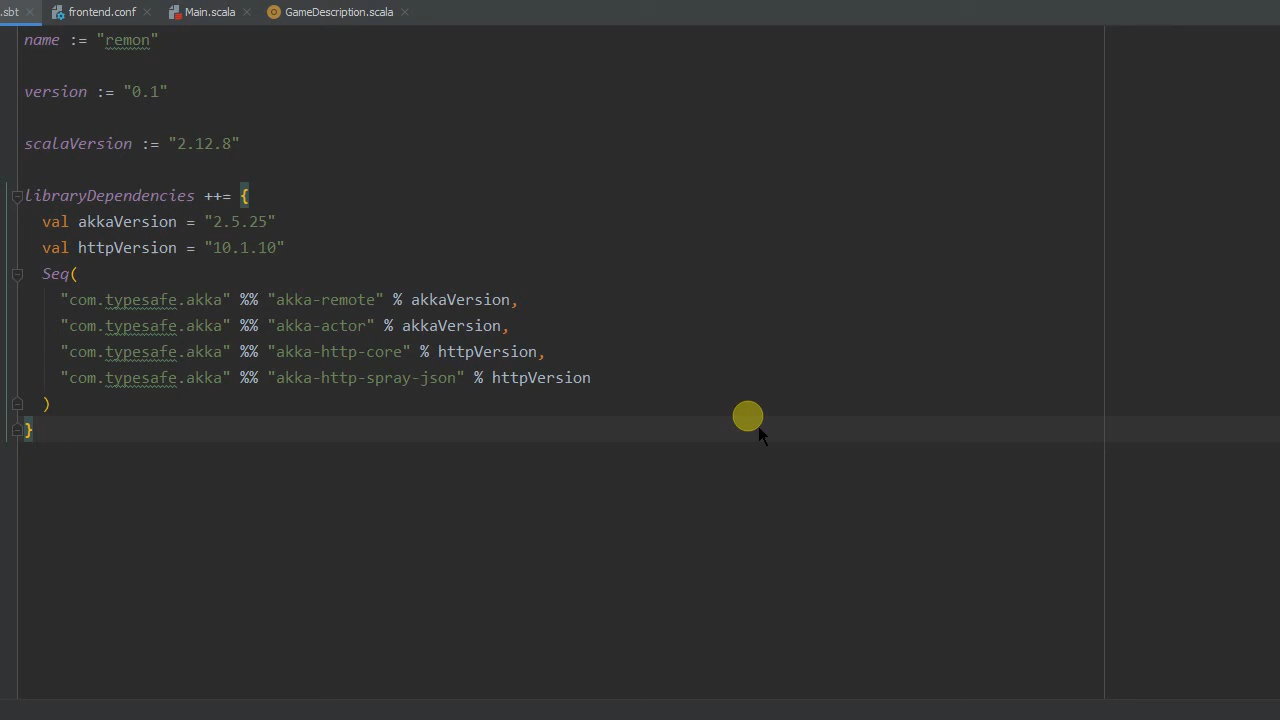 .sbt frontend.conf Main.scala GameDescription.scala
name := "remon"
version := "0.1"
scalaVersion := "2.12.8"
libraryDependencies ++= {
val akkaVersion = "2.5.25"
val httpVersion = "10.1.10"
Seq(
"com.typesafe.akka" %% "akka-remote" % akkaVersion,
"com.typesafe.akka" %% "akka-actor" % akkaVersion,
"com.typesafe.akka" %% "akka-http-core" % httpVersion,
"com.typesafe.akka" %% "akka-http-spray-json" % httpVersion
)
}